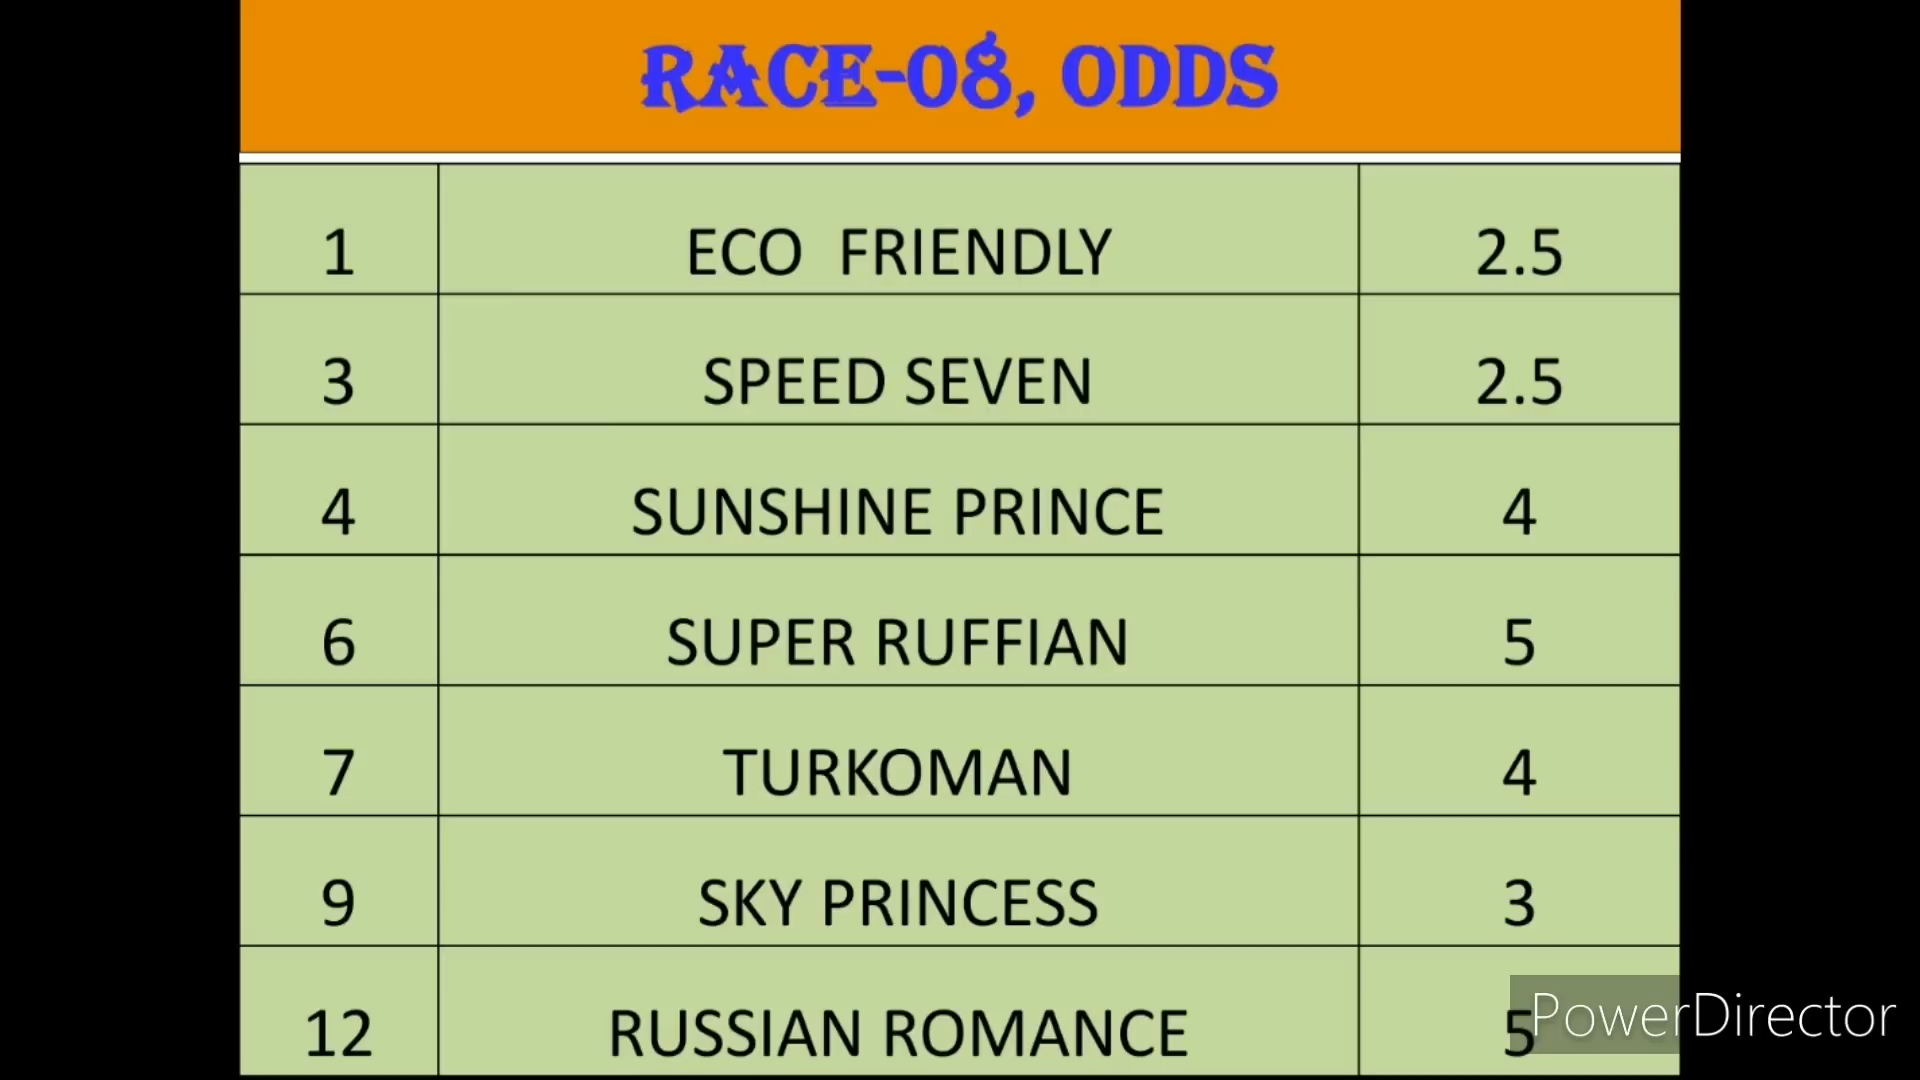 RACE-08, ODDS
1 ECO FRIENDLY 2.5
3 SPEED SEVEN 2.5
4 SUNSHINE PRINCE 4
6 SUPER RUFFIAN 5
7 TURKOMAN 4
9 SKY PRINCESS 3
12 RUSSIAN ROMANCE 5
PowerDirector